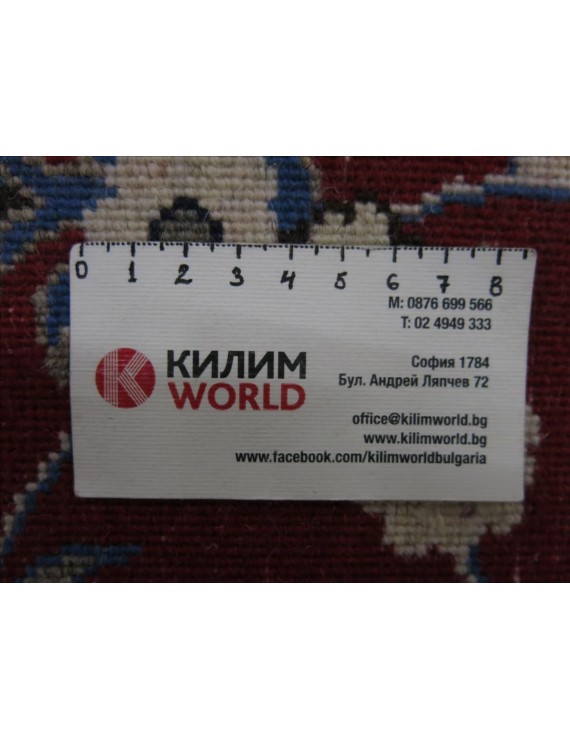 0 1 2 3 4 5 6 7 8
М: 0876 699 566
Т: 02 4949 333
КИЛИМ
WORLD
София 1784
Бул. Андрей Ляпчев 72
office@kilimworld.bg
www.kilimworld.bg
www.facebook.com/kilimworldbulgaria